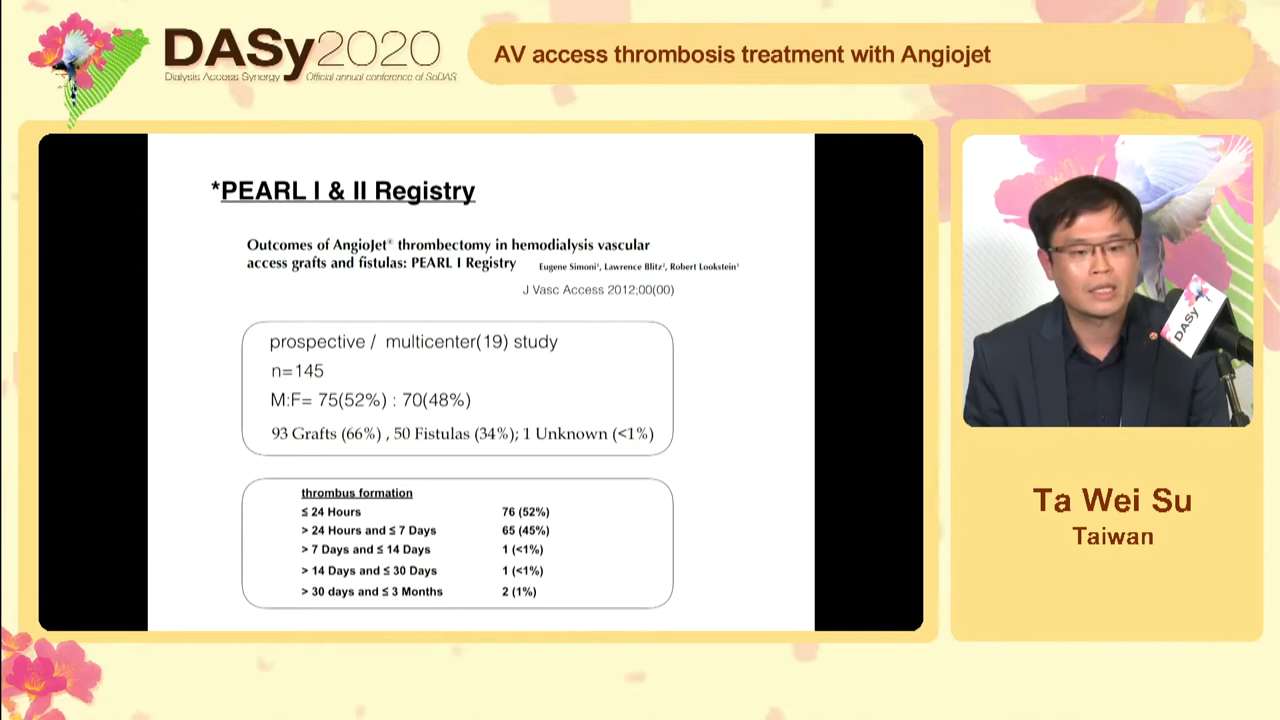 DASy2020
Dialysis Access Synergy Official annual conference of SoDAS
AV access thrombosis treatment with Angiojet
*PEARL I & II Registry
Outcomes of AngioJet® thrombectomy in hemodialysis vascular
access grafts and fistulas: PEARL I Registry Eugene Simoni¹, Lawrence Blitz², Robert Lookstein³
J Vasc Access 2012;00(00)
prospective / multicenter(19) study
n=145
M:F= 75(52%) : 70(48%)
93 Grafts (66%) , 50 Fistulas (34%); 1 Unknown (<1%)
thrombus formation
≤ 24 Hours 76 (52%)
> 24 Hours and ≤ 7 Days 65 (45%)
> 7 Days and ≤ 14 Days 1 (<1%)
> 14 Days and ≤ 30 Days 1 (<1%)
> 30 days and ≤ 3 Months 2 (1%)
DASy
Ta Wei Su
Taiwan